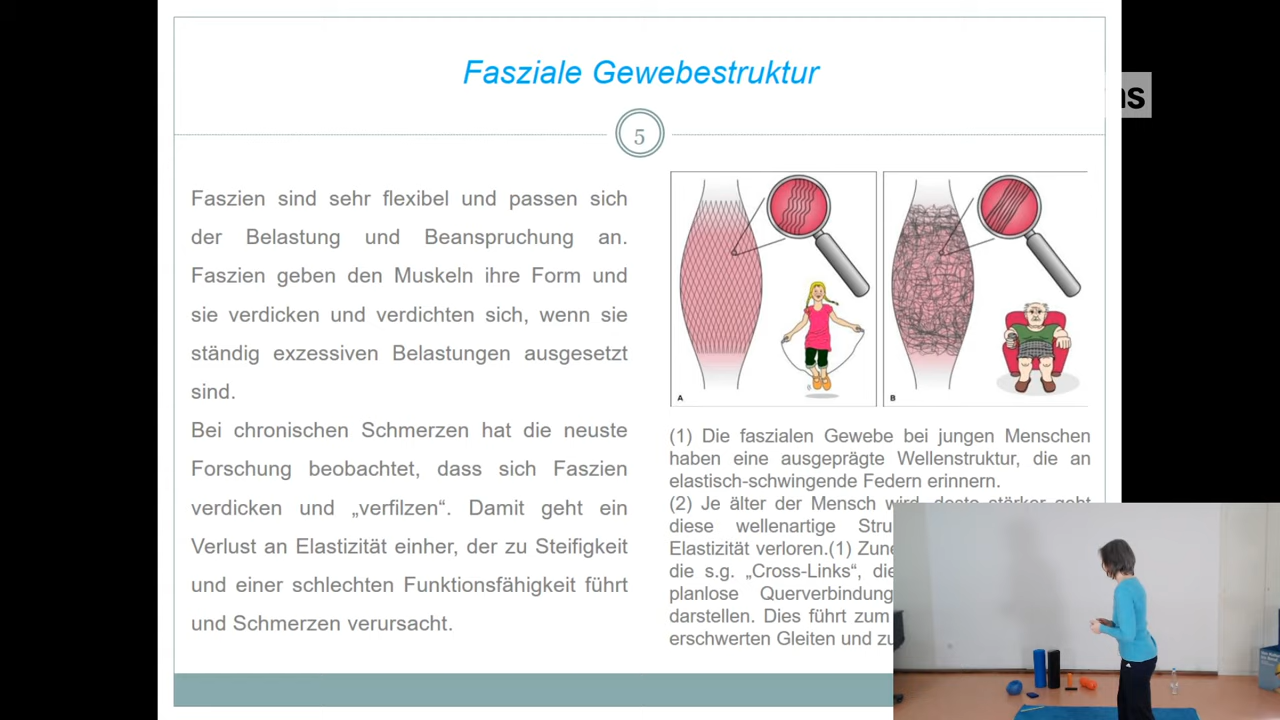 Fasziale Gewebestruktur
ns
5
Faszien sind sehr flexibel und passen sich
der Belastung und Beanspruchung an.
Faszien geben den Muskeln ihre Form und
sie verdicken und verdichten sich, wenn sie
ständig exzessiven Belastungen ausgesetzt
sind.
Bei chronischen Schmerzen hat die neuste
Forschung beobachtet, dass sich Faszien
verdicken und „verfilzen“. Damit geht ein
Verlust an Elastizität einher, der zu Steifigkeit
und einer schlechten Funktionsfähigkeit führt
und Schmerzen verursacht.
A
B
(1) Die faszialen Gewebe bei jungen Menschen
haben eine ausgeprägte Wellenstruktur, die an
elastisch-schwingende Federn erinnern.
(2) Je älter der Mensch wird, desto stärker geht
diese wellenartige Stru
Elastizität verloren.(1) Zune
die s.g. „Cross-Links“, die
planlose Querverbindung
darstellen. Dies führt zum
erschwerten Gleiten und zu